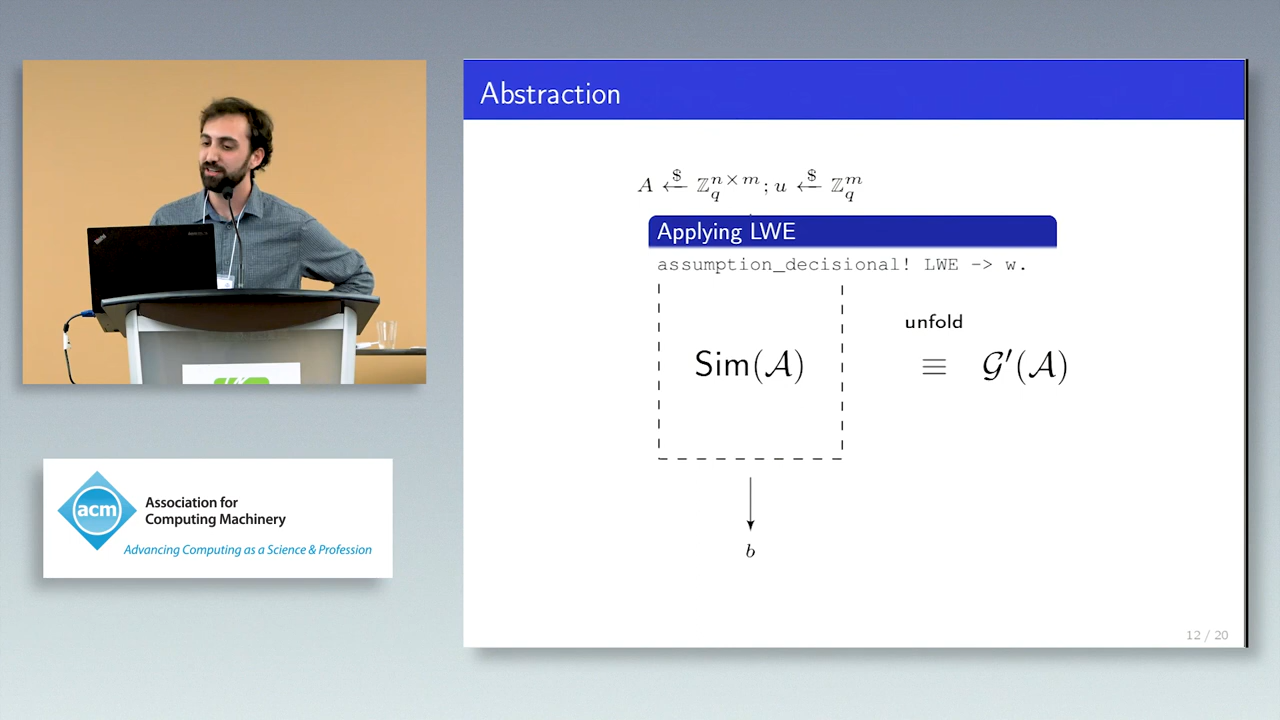 Abstraction
A ←$ ℤ_q^{n×m}; u ←$ ℤ_q^m
Applying LWE
assumption_decisional! LWE -> w.
unfold
Sim(𝒜) ≡ 𝒢′(𝒜)
b
12 / 20
acm
Association for
Computing Machinery
Advancing Computing as a Science & Profession